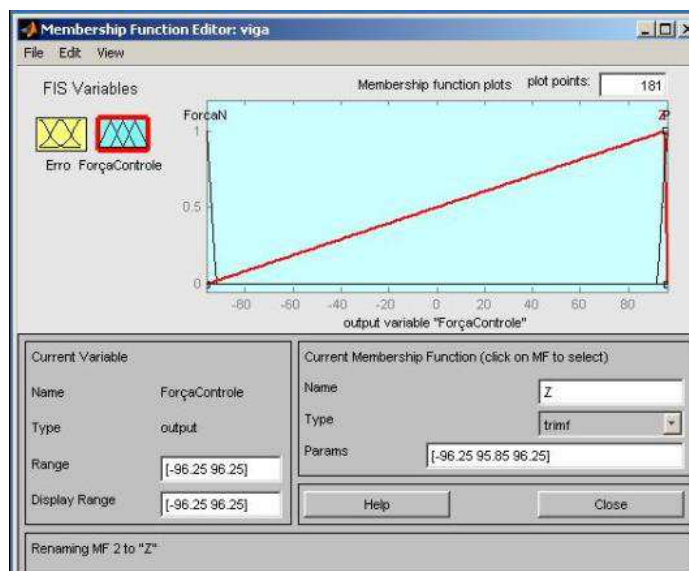 Membership Function Editor: viga
File Edit View
FIS Variables
Membership function plots plot points: 181
Erro ForçaControle
ForcaN
Z
1
0.5
0
-80 -60 -40 -20 0 20 40 60 80
output variable "ForçaControle"
Current Variable
Name ForçaControle
Type output
Range [-96.25 96.25]
Display Range [-96.25 96.25]
Current Membership Function (click on MF to select)
Name Z
Type trimf
Params [-96.25 95.85 96.25]
Help Close
Renaming MF 2 to "Z"